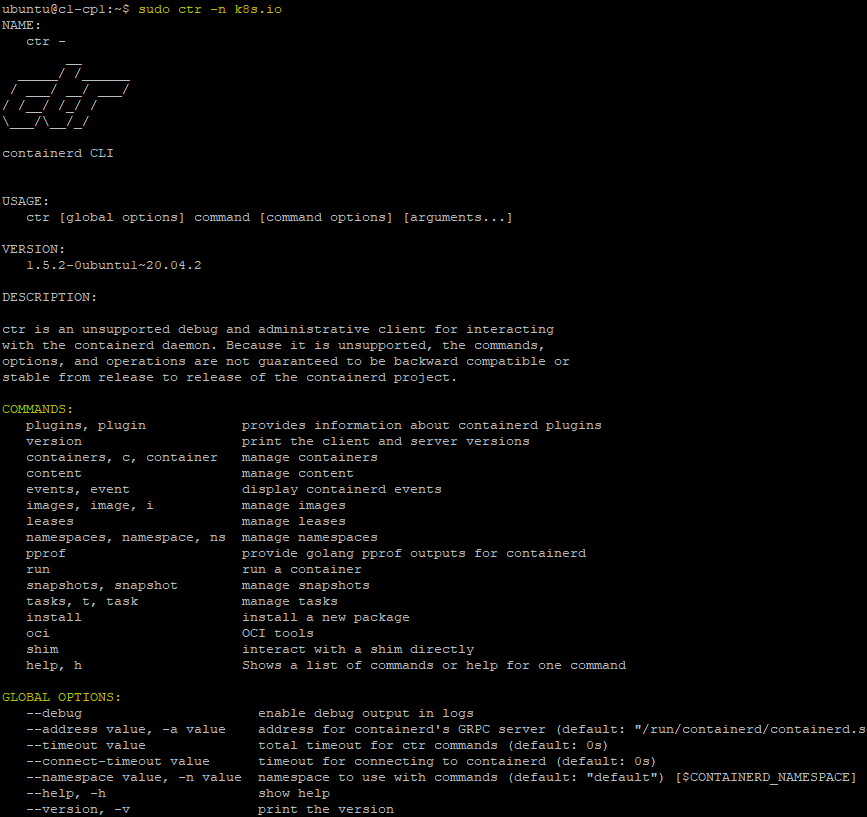 ubuntu@cl-cp1:~$ sudo ctr -n k8s.io
NAME:
   ctr -
        __
  _____/ /______
 / ___/ __/ ___/
/ /__/ /_/ /
\___/\__/_/

containerd CLI


USAGE:
   ctr [global options] command [command options] [arguments...]

VERSION:
   1.5.2-0ubuntu1~20.04.2

DESCRIPTION:

ctr is an unsupported debug and administrative client for interacting
with the containerd daemon. Because it is unsupported, the commands,
options, and operations are not guaranteed to be backward compatible or
stable from release to release of the containerd project.

COMMANDS:
   plugins, plugin            provides information about containerd plugins
   version                    print the client and server versions
   containers, c, container   manage containers
   content                    manage content
   events, event              display containerd events
   images, image, i           manage images
   leases                     manage leases
   namespaces, namespace, ns  manage namespaces
   pprof                      provide golang pprof outputs for containerd
   run                        run a container
   snapshots, snapshot        manage snapshots
   tasks, t, task             manage tasks
   install                    install a new package
   oci                        OCI tools
   shim                       interact with a shim directly
   help, h                    Shows a list of commands or help for one command

GLOBAL OPTIONS:
   --debug                      enable debug output in logs
   --address value, -a value    address for containerd's GRPC server (default: "/run/containerd/containerd.s
   --timeout value              total timeout for ctr commands (default: 0s)
   --connect-timeout value      timeout for connecting to containerd (default: 0s)
   --namespace value, -n value  namespace to use with commands (default: "default") [$CONTAINERD_NAMESPACE]
   --help, -h                   show help
   --version, -v                print the version